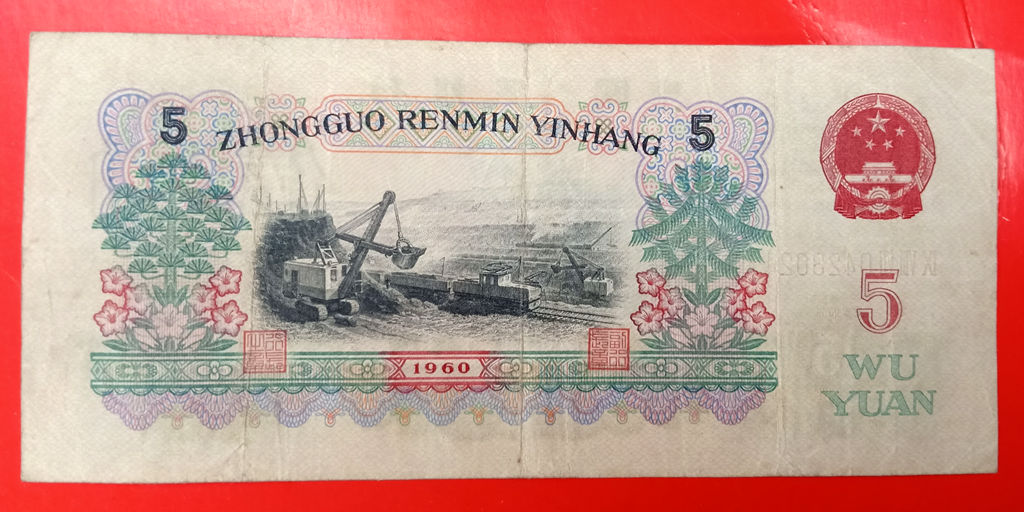 5 ZHONGGUO RENMIN YINHANG 5
5
WU
YUAN
1960